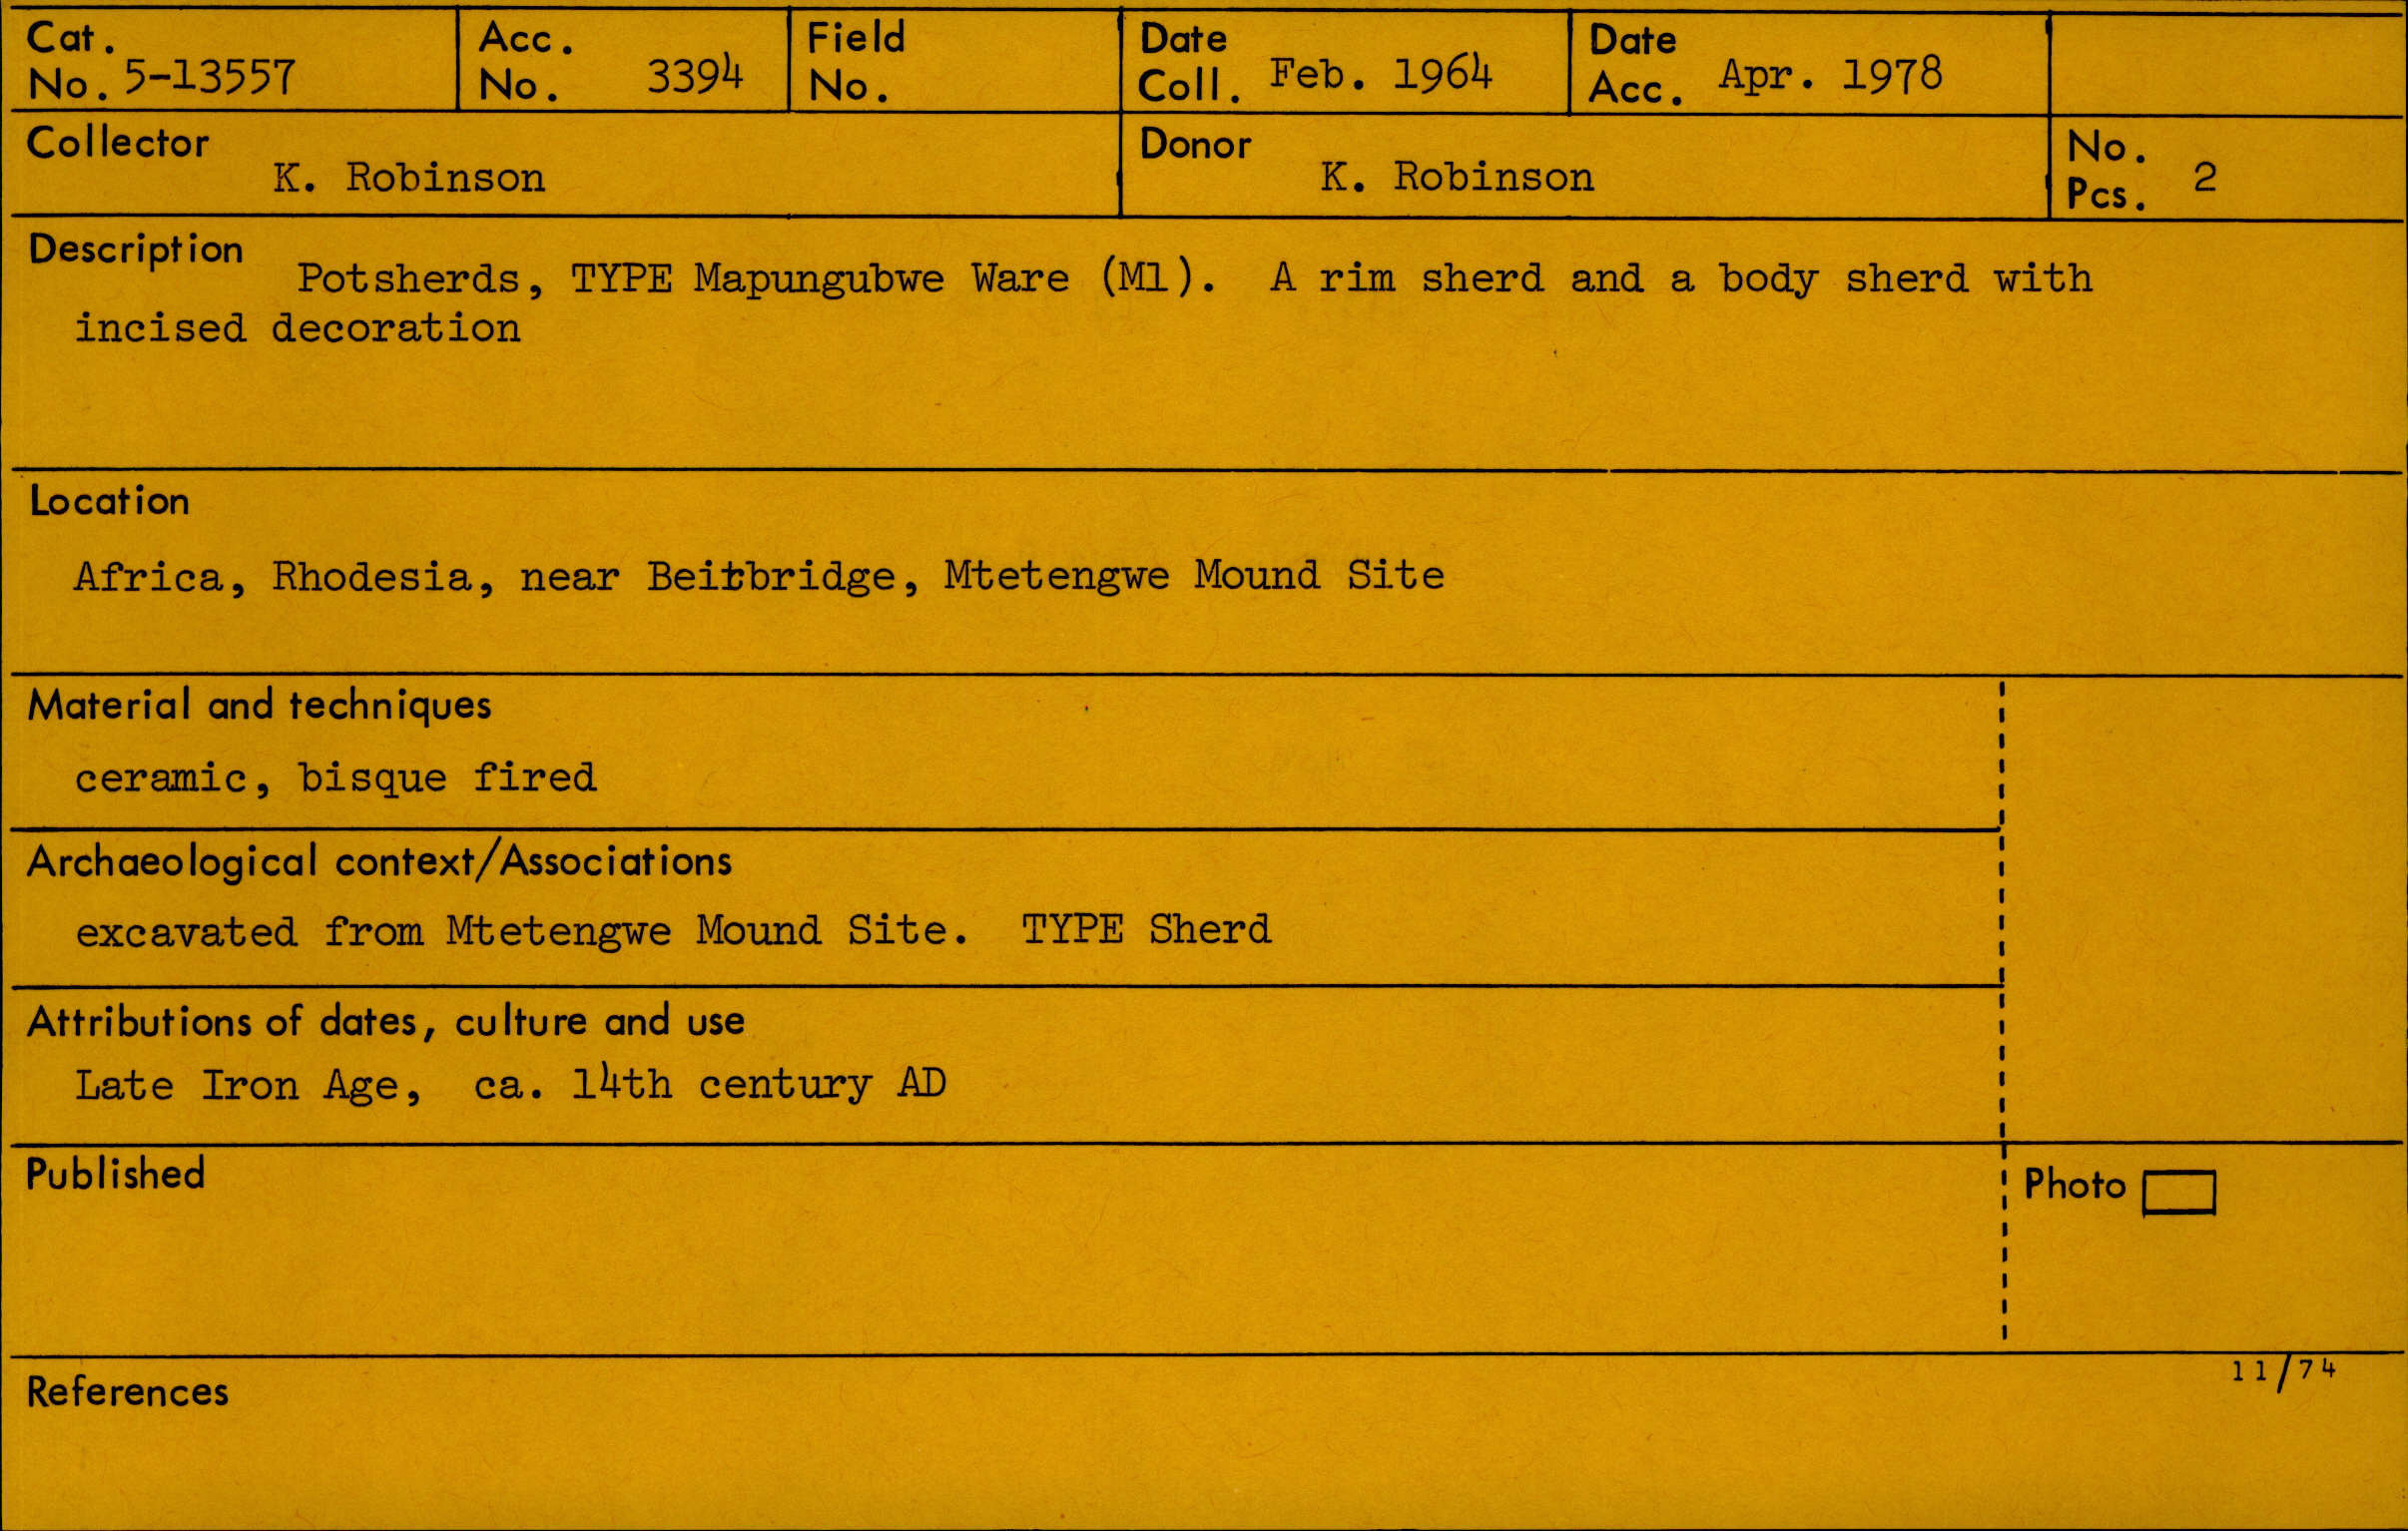 Cat. No. 5-13557
Acc. No. 3394
Field No.
Date Coll. Feb. 1964
Date Acc. Apr. 1978
Collector K. Robinson
Donor K. Robinson
No. Pcs. 2
Description Potsherds, TYPE Mapungubwe Ware (M1). A rim sherd and a body sherd with
incised decoration
Location
Africa, Rhodesia, near Beitbridge, Mtetengwe Mound Site
Material and techniques
ceramic, bisque fired
Archaeological context/Associations
excavated from Mtetengwe Mound Site. TYPE Sherd
Attributions of dates, culture and use
Late Iron Age, ca. 14th century AD
Published
Photo
11/74
References